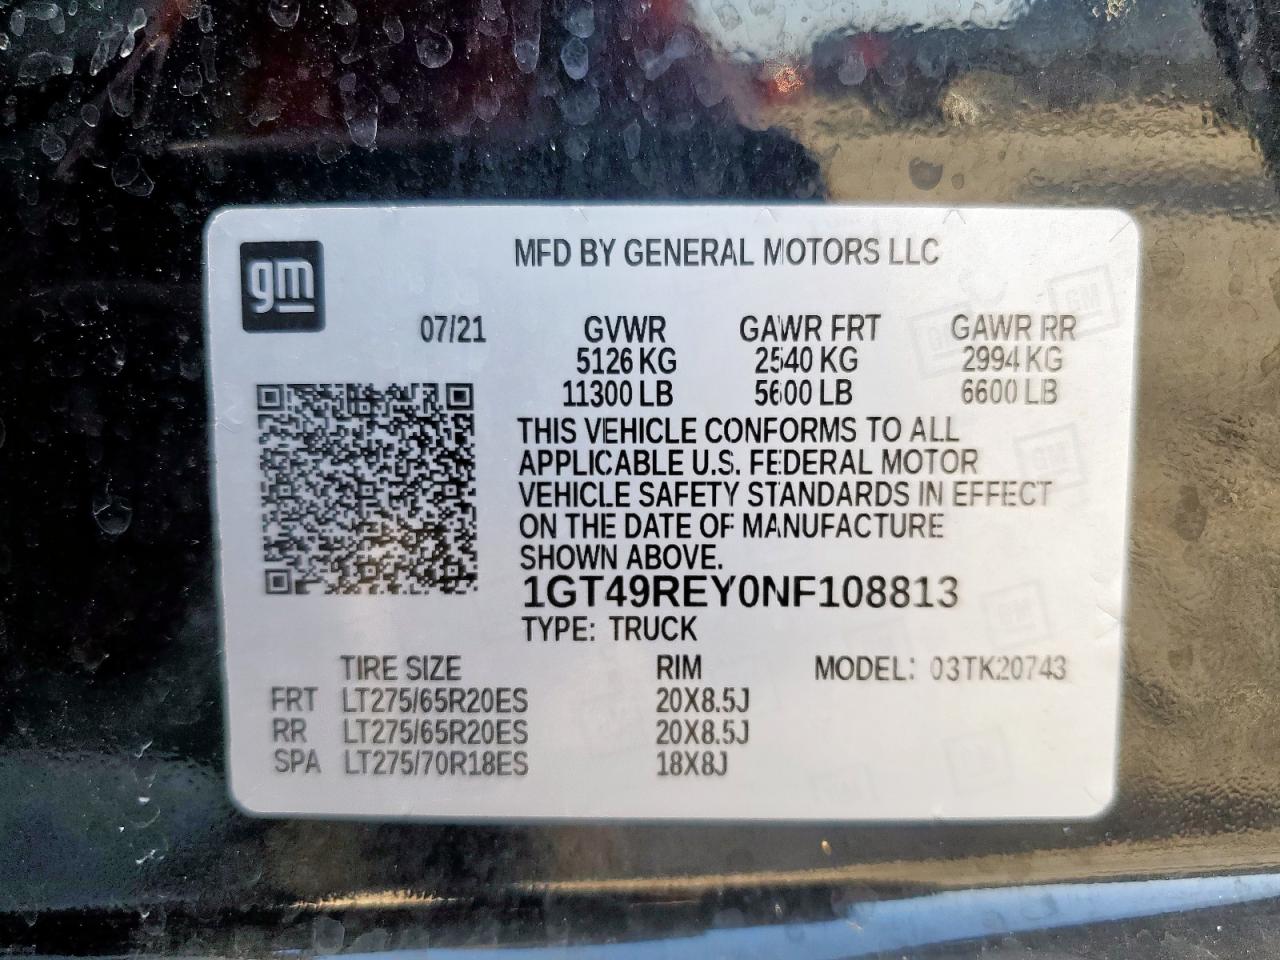 gm
MFD BY GENERAL MOTORS LLC
07/21 GVWR GAWR FRT GAWR RR
5126 KG 2540 KG 2994 KG
11300 LB 5600 LB 6600 LB
THIS VEHICLE CONFORMS TO ALL
APPLICABLE U.S. FEDERAL MOTOR
VEHICLE SAFETY STANDARDS IN EFFECT
ON THE DATE OF MANUFACTURE
SHOWN ABOVE.
1GT49REY0NF108813
TYPE: TRUCK
TIRE SIZE RIM MODEL: 03TK20743
FRT LT275/65R20ES 20X8.5J
RR LT275/65R20ES 20X8.5J
SPA LT275/70R18ES 18X8J